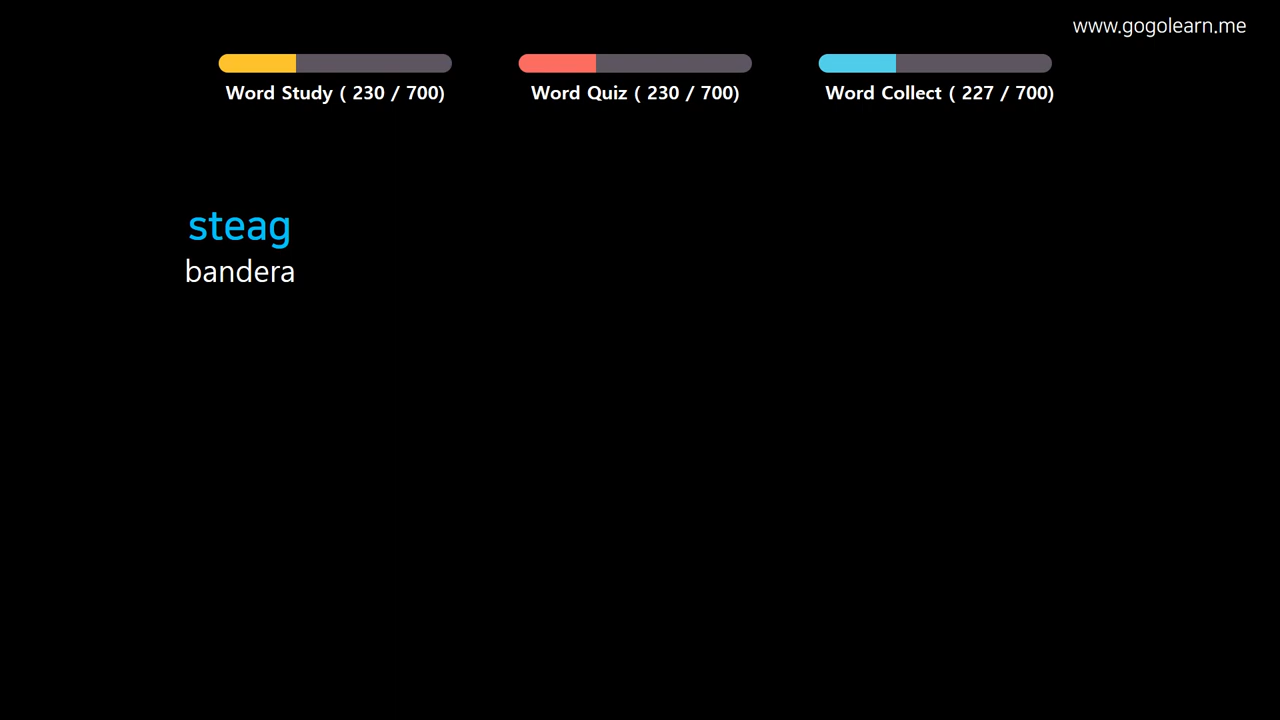 www.gogolearn.me
Word Study ( 230 / 700)
Word Quiz ( 230 / 700)
Word Collect ( 227 / 700)
steag
bandera